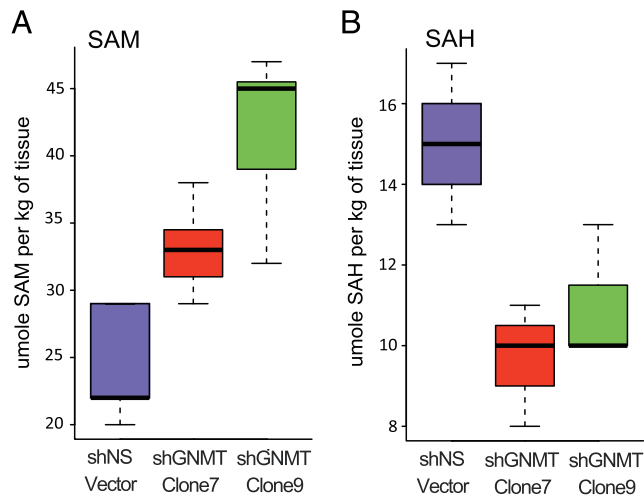 A
SAM
umole SAM per kg of tissue
45
40
35
30
25
20
shNS
Vector
shGNMT
Clone7
shGNMT
Clone9
B
SAH
umole SAH per kg of tissue
16
14
12
10
8
shNS
Vector
shGNMT
Clone7
shGNMT
Clone9